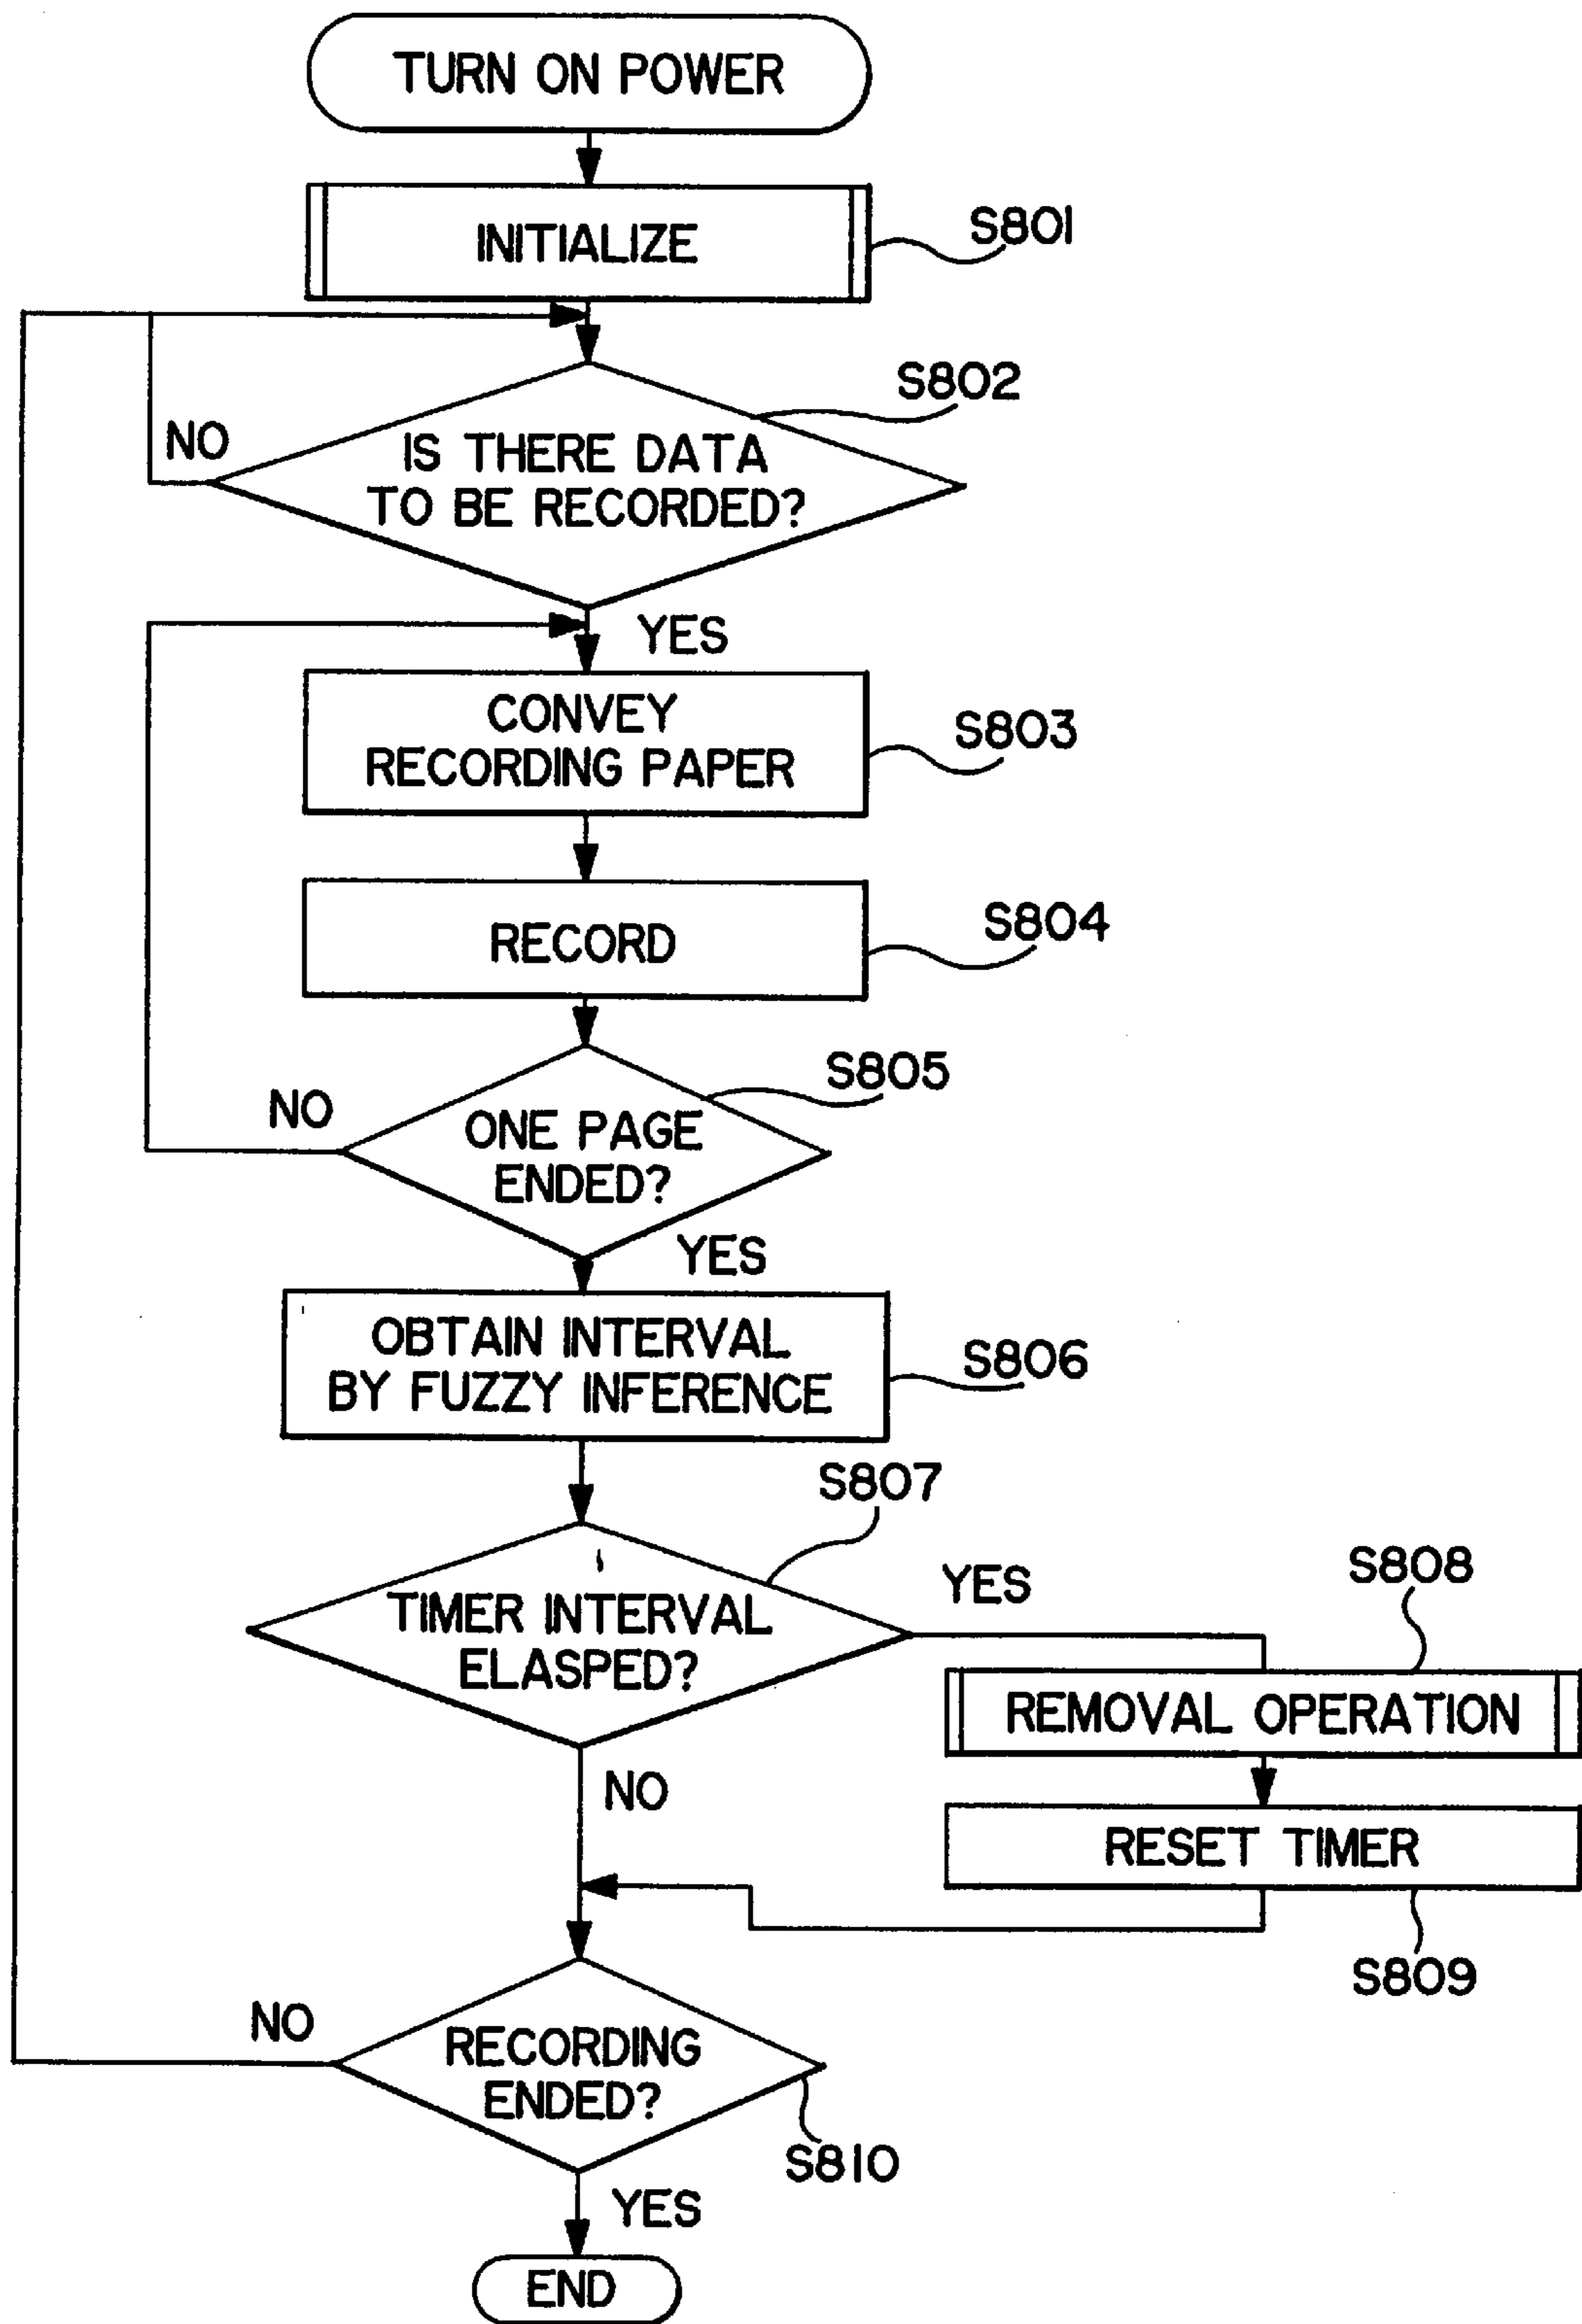 TURN ON POWER
INITIALIZE
S801
S802
NO
IS THERE DATA
TO BE RECORDED?
YES
CONVEY
RECORDING PAPER
S803
RECORD
S804
S805
NO
ONE PAGE
ENDED?
YES
OBTAIN INTERVAL
BY FUZZY INFERENCE
S806
S807
TIMER INTERVAL
ELASPED?
YES
S808
REMOVAL OPERATION
NO
RESET TIMER
S809
NO
RECORDING
ENDED?
S810
YES
END